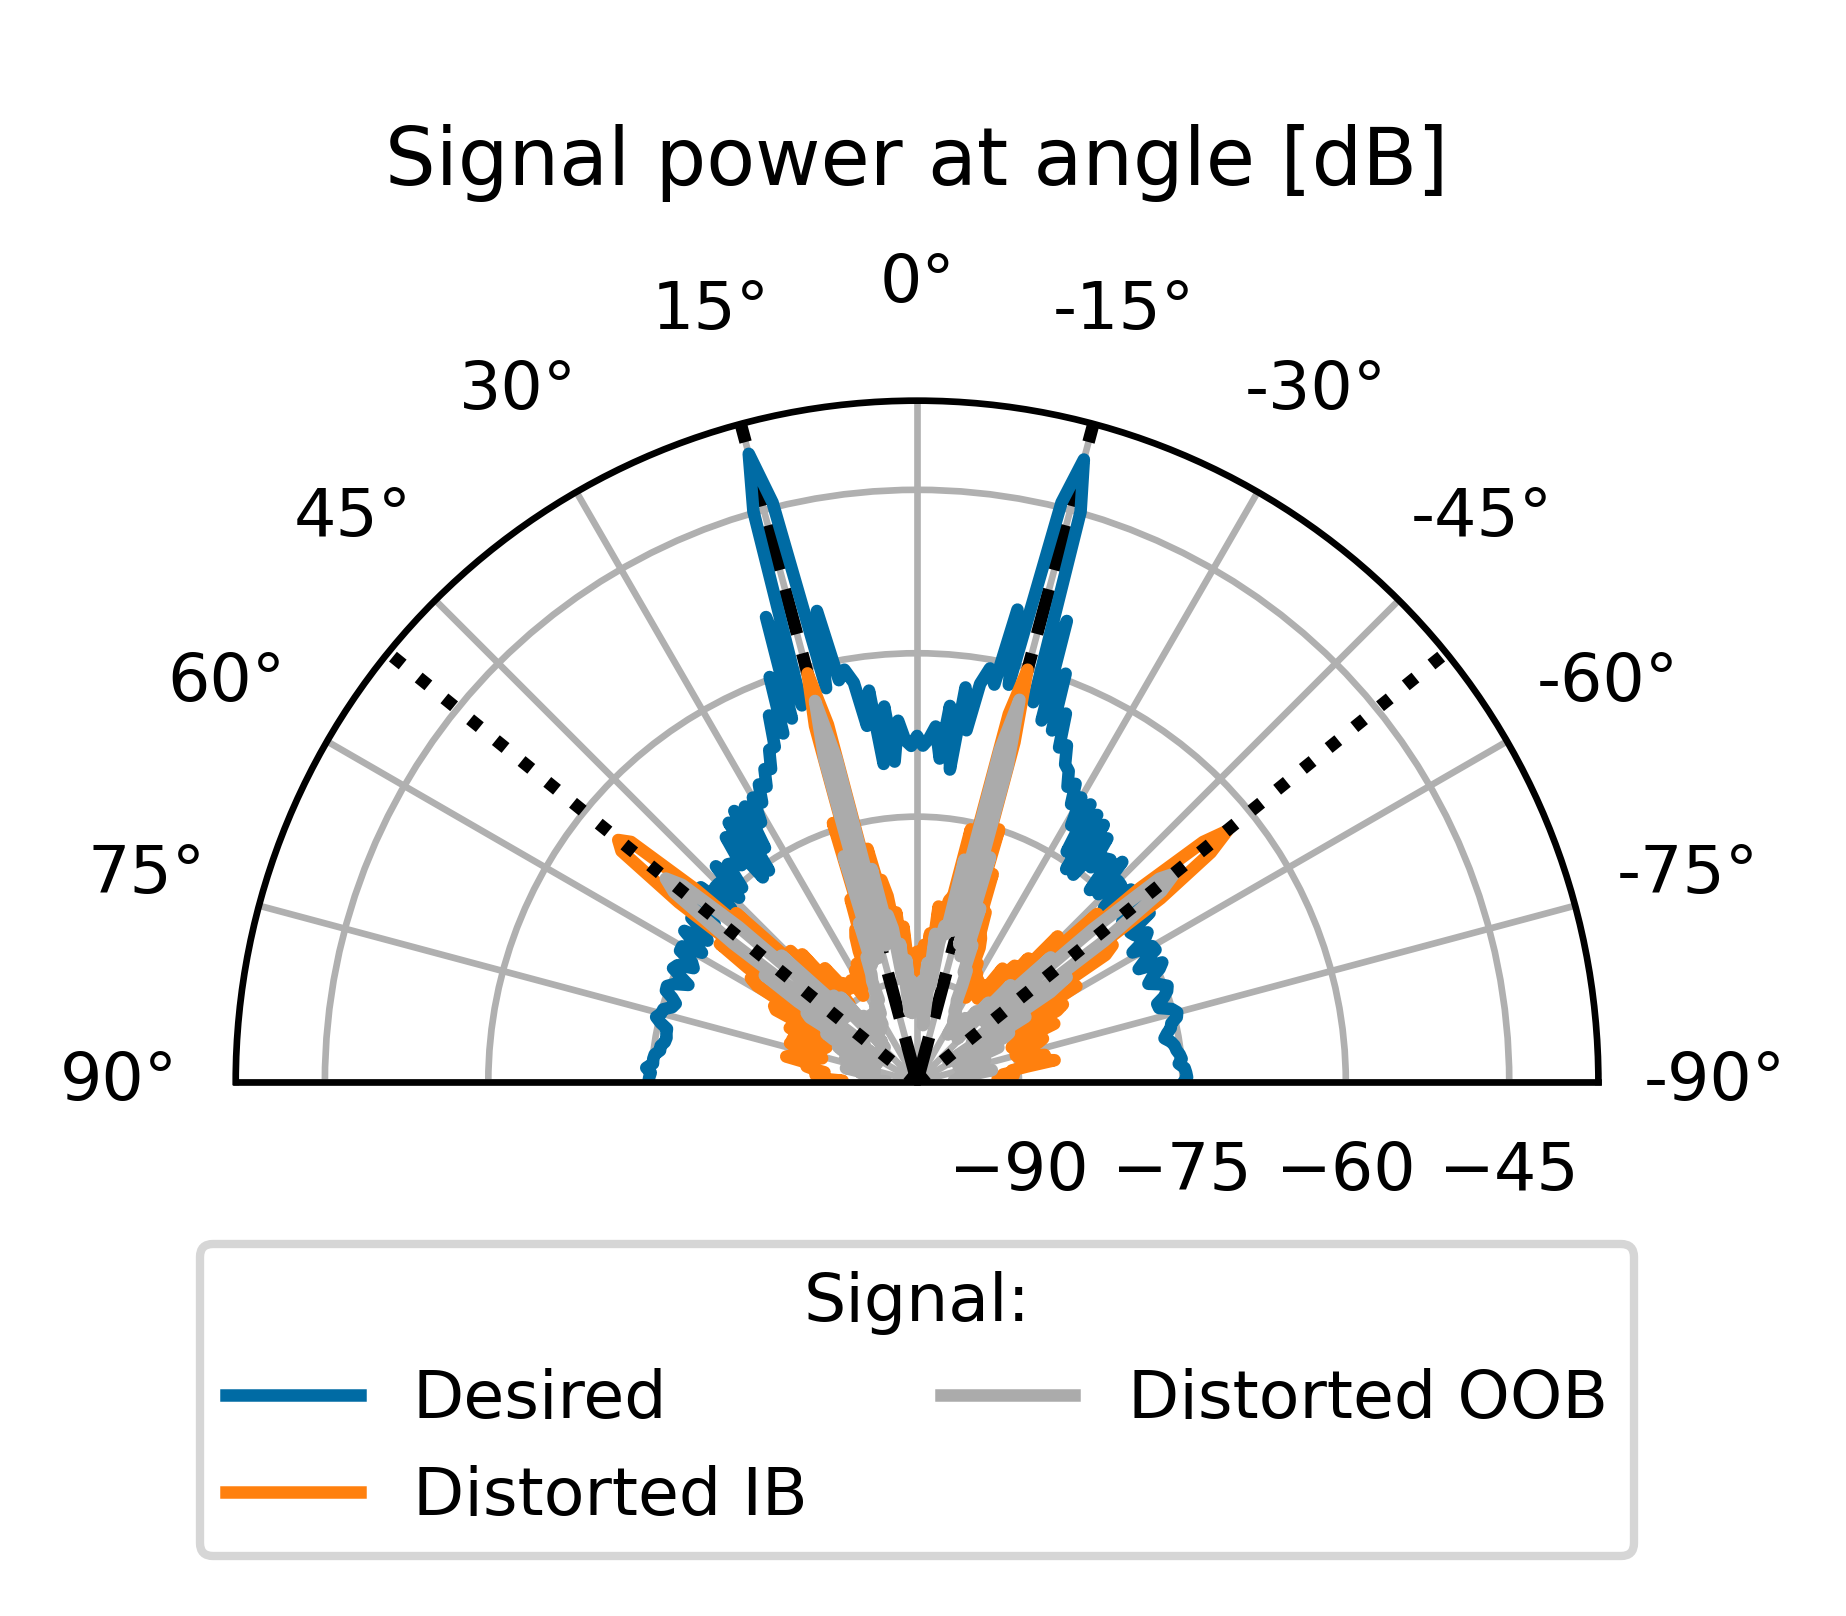 Signal power at angle [dB]
0°
15°
-15°
30°
-30°
45°
-45°
60°
-60°
75°
-75°
90°
-90°
−90 −75 −60 −45
Signal:
Desired
Distorted OOB
Distorted IB